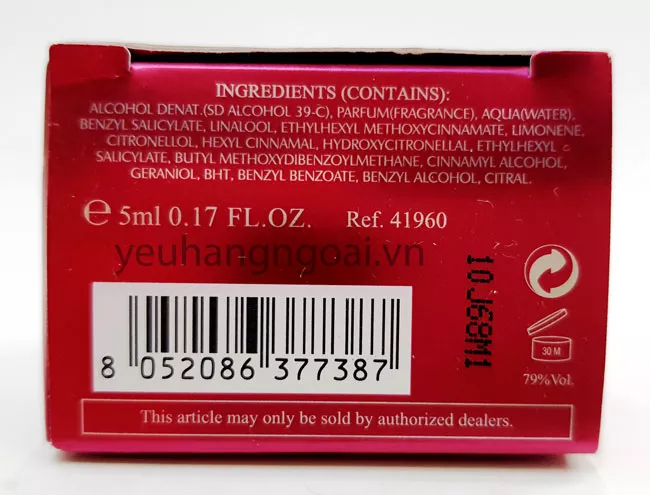 INGREDIENTS (CONTAINS):
ALCOHOL DENAT.(SD ALCOHOL 39-C), PARFUM(FRAGRANCE), AQUA(WATER),
BENZYL SALICYLATE, LINALOOL, ETHYLHEXYL METHOXYCINNAMATE, LIMONENE,
CITRONELLOL, HEXYL CINNAMAL, HYDROXYCITRONELLAL, ETHYLHEXYL
SALICYLATE, BUTYL METHOXYDIBENZOYLMETHANE, CINNAMYL ALCOHOL,
GERANIOL, BHT, BENZYL BENZOATE, BENZYL ALCOHOL, CITRAL.
℮ 5ml 0.17 FL.OZ. Ref. 41960
yeuhangngoai.vn
10J68M1
30 M
79%Vol.
8 052086 377387
This article may only be sold by authorized dealers.